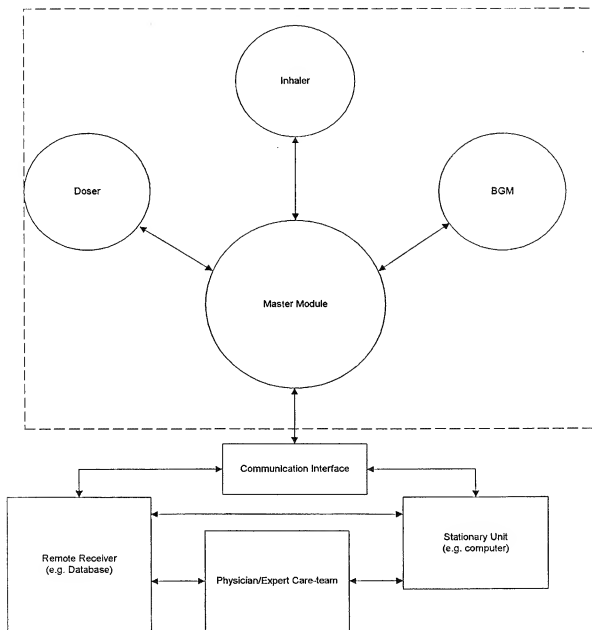 Inhaler
Doser
BGM
Master Module
Communication Interface
Remote Receiver
(e.g. Database)
Physician/Expert Care-team
Stationary Unit
(e.g. computer)